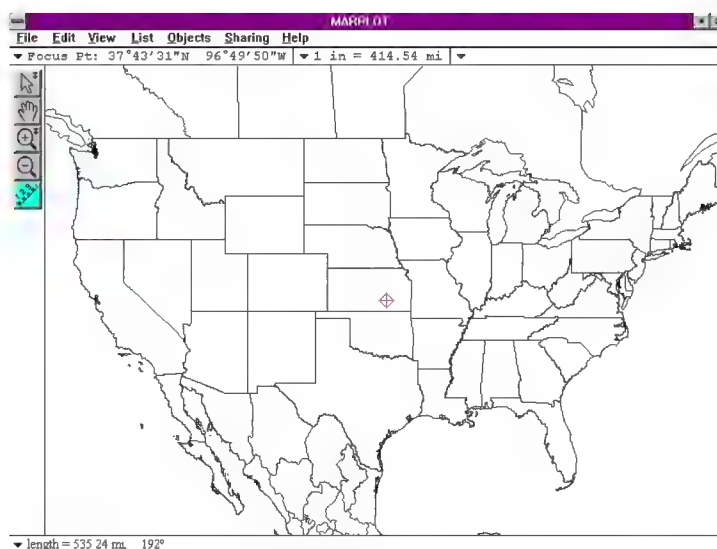 MARPLOT
File Edit View List Objects Sharing Help
Focus Pt: 37°43'31"N 96°49'50"W 1 in = 414.54 mi
length = 535.24 mi, 192°